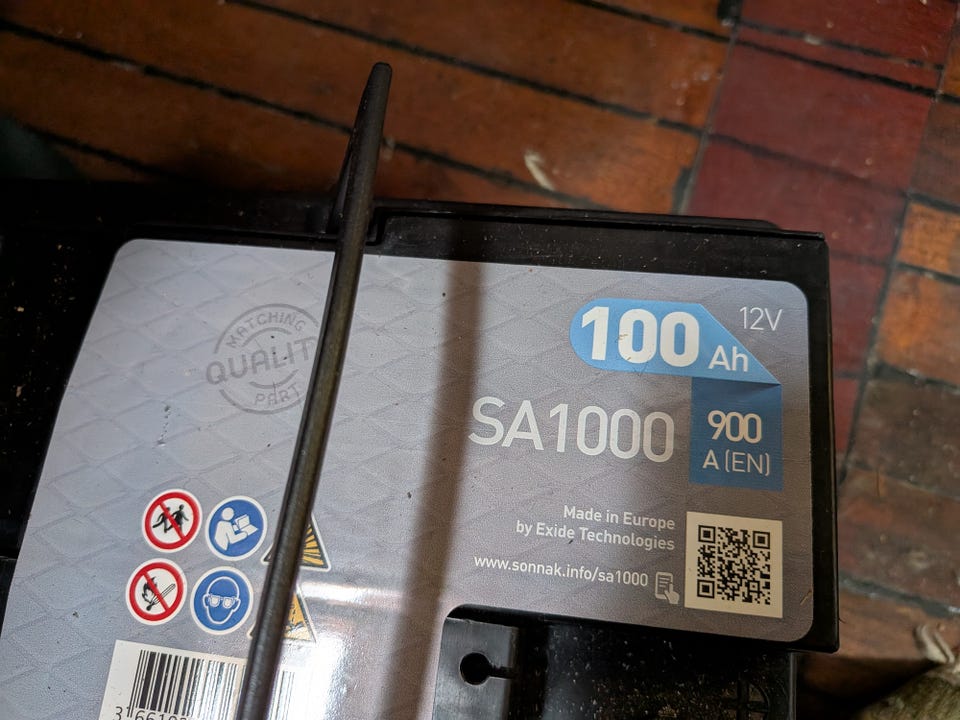 MATCHING
QUALIT
PART
100 Ah
12V
SA1000
900
A (EN)
Made in Europe
by Exide Technologies
www.sonnak.info/sa1000